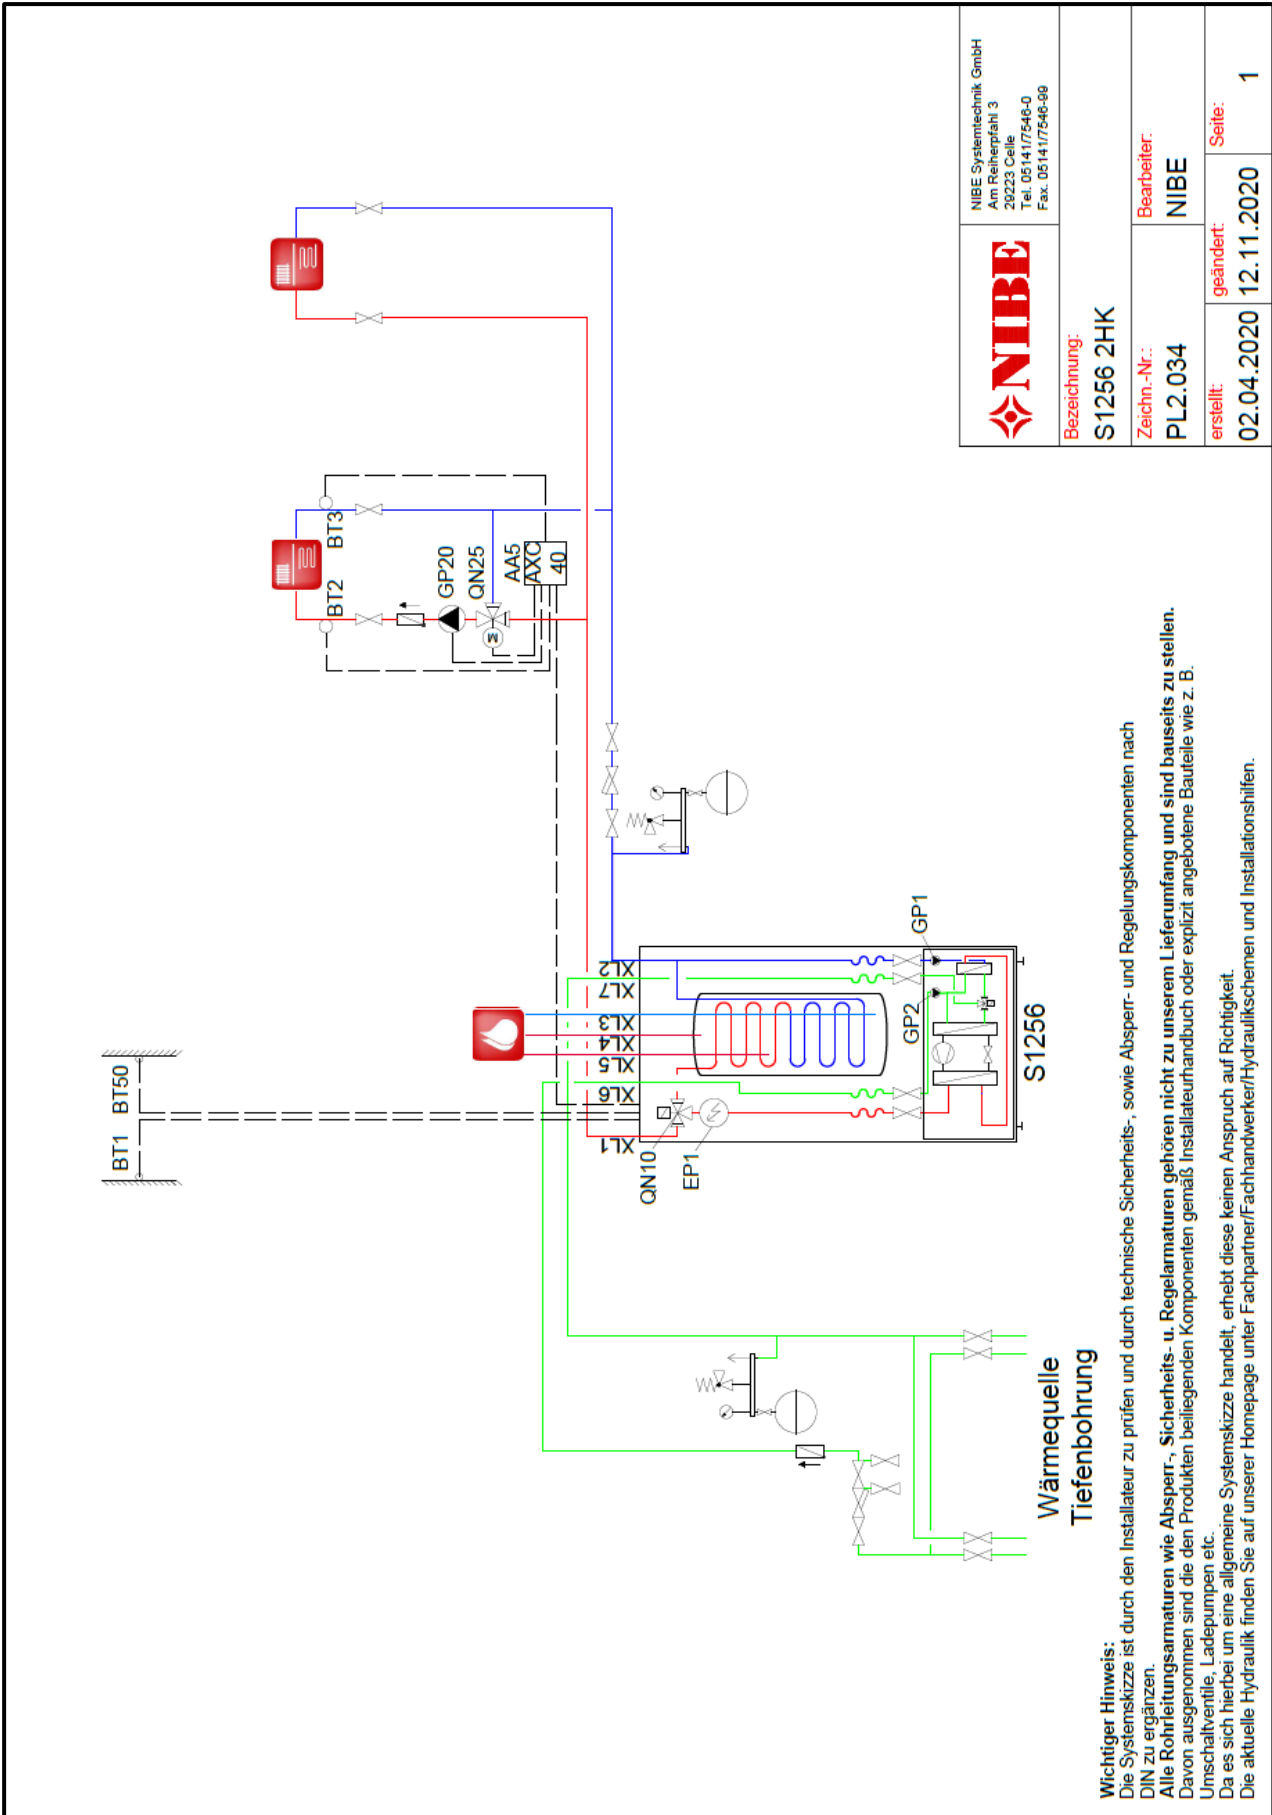 BT1
BT50
BT2
BT3
GP20
QN25
AA5
AXC
40
M
XL1
XL6
XL5
XL4
XL3
XL7
XL2
QN10
EP1
GP2
GP1
S1256
Wärmequelle
Tiefenbohrung
Wichtiger Hinweis:
Die Systemskizze ist durch den Installateur zu prüfen und durch technische Sicherheits-, sowie Absperr- und Regelungskomponenten nach
DIN zu ergänzen.
Alle Rohrleitungsarmaturen wie Absperr-, Sicherheits- u. Regelarmaturen gehören nicht zu unserem Lieferumfang und sind bauseits zu stellen.
Davon ausgenommen sind die den Produkten beiliegenden Komponenten gemäß Installateurhandbuch oder explizit angebotene Bauteile wie z. B.
Umschaltventile, Ladepumpen etc.
Da es sich hierbei um eine allgemeine Systemskizze handelt, erhebt diese keinen Anspruch auf Richtigkeit.
Die aktuelle Hydraulik finden Sie auf unserer Homepage unter Fachpartner/Fachhandwerker/Hydraulikschemen und Installationshilfen.
NIBE
NIBE Systemtechnik GmbH
Am Reiherpfahl 3
29223 Celle
Tel. 05141/7546-0
Fax. 05141/7546-99
Bezeichnung:
S1256 2HK
Zeichn.-Nr.:
PL2.034
Bearbeiter:
NIBE
erstellt:
02.04.2020
geändert:
12.11.2020
Seite:
1